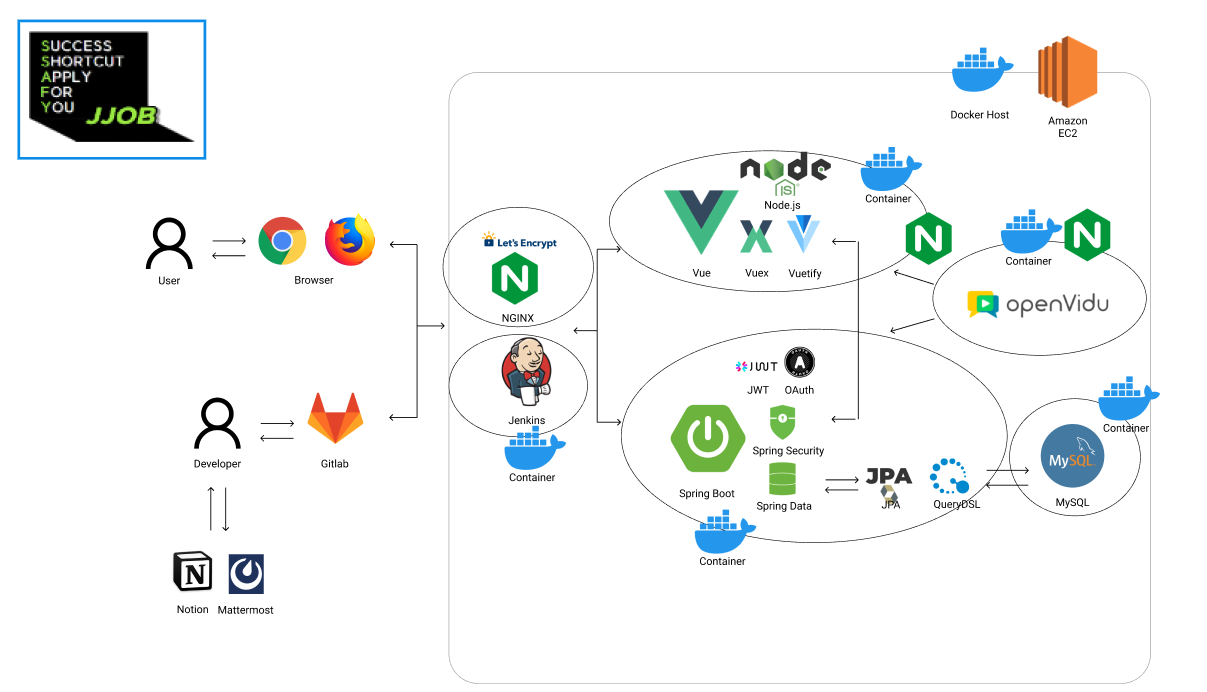 SUCCESS
SHORTCUT
APPLY
FOR
YOU
JJOB
Docker Host
Amazon
EC2
node
JS
Node.js
Container
Vue
Vuex
Vuetify
N
N
Container
openVidu
User
Browser
Let's Encrypt
N
NGINX
Jenkins
Container
Developer
Gitlab
N
Notion
Mattermost
JWT
A
JWT
OAuth
Spring Security
Spring Boot
Spring Data
JPA
JPA
QueryDSL
Container
Container
MySQL
MySQL